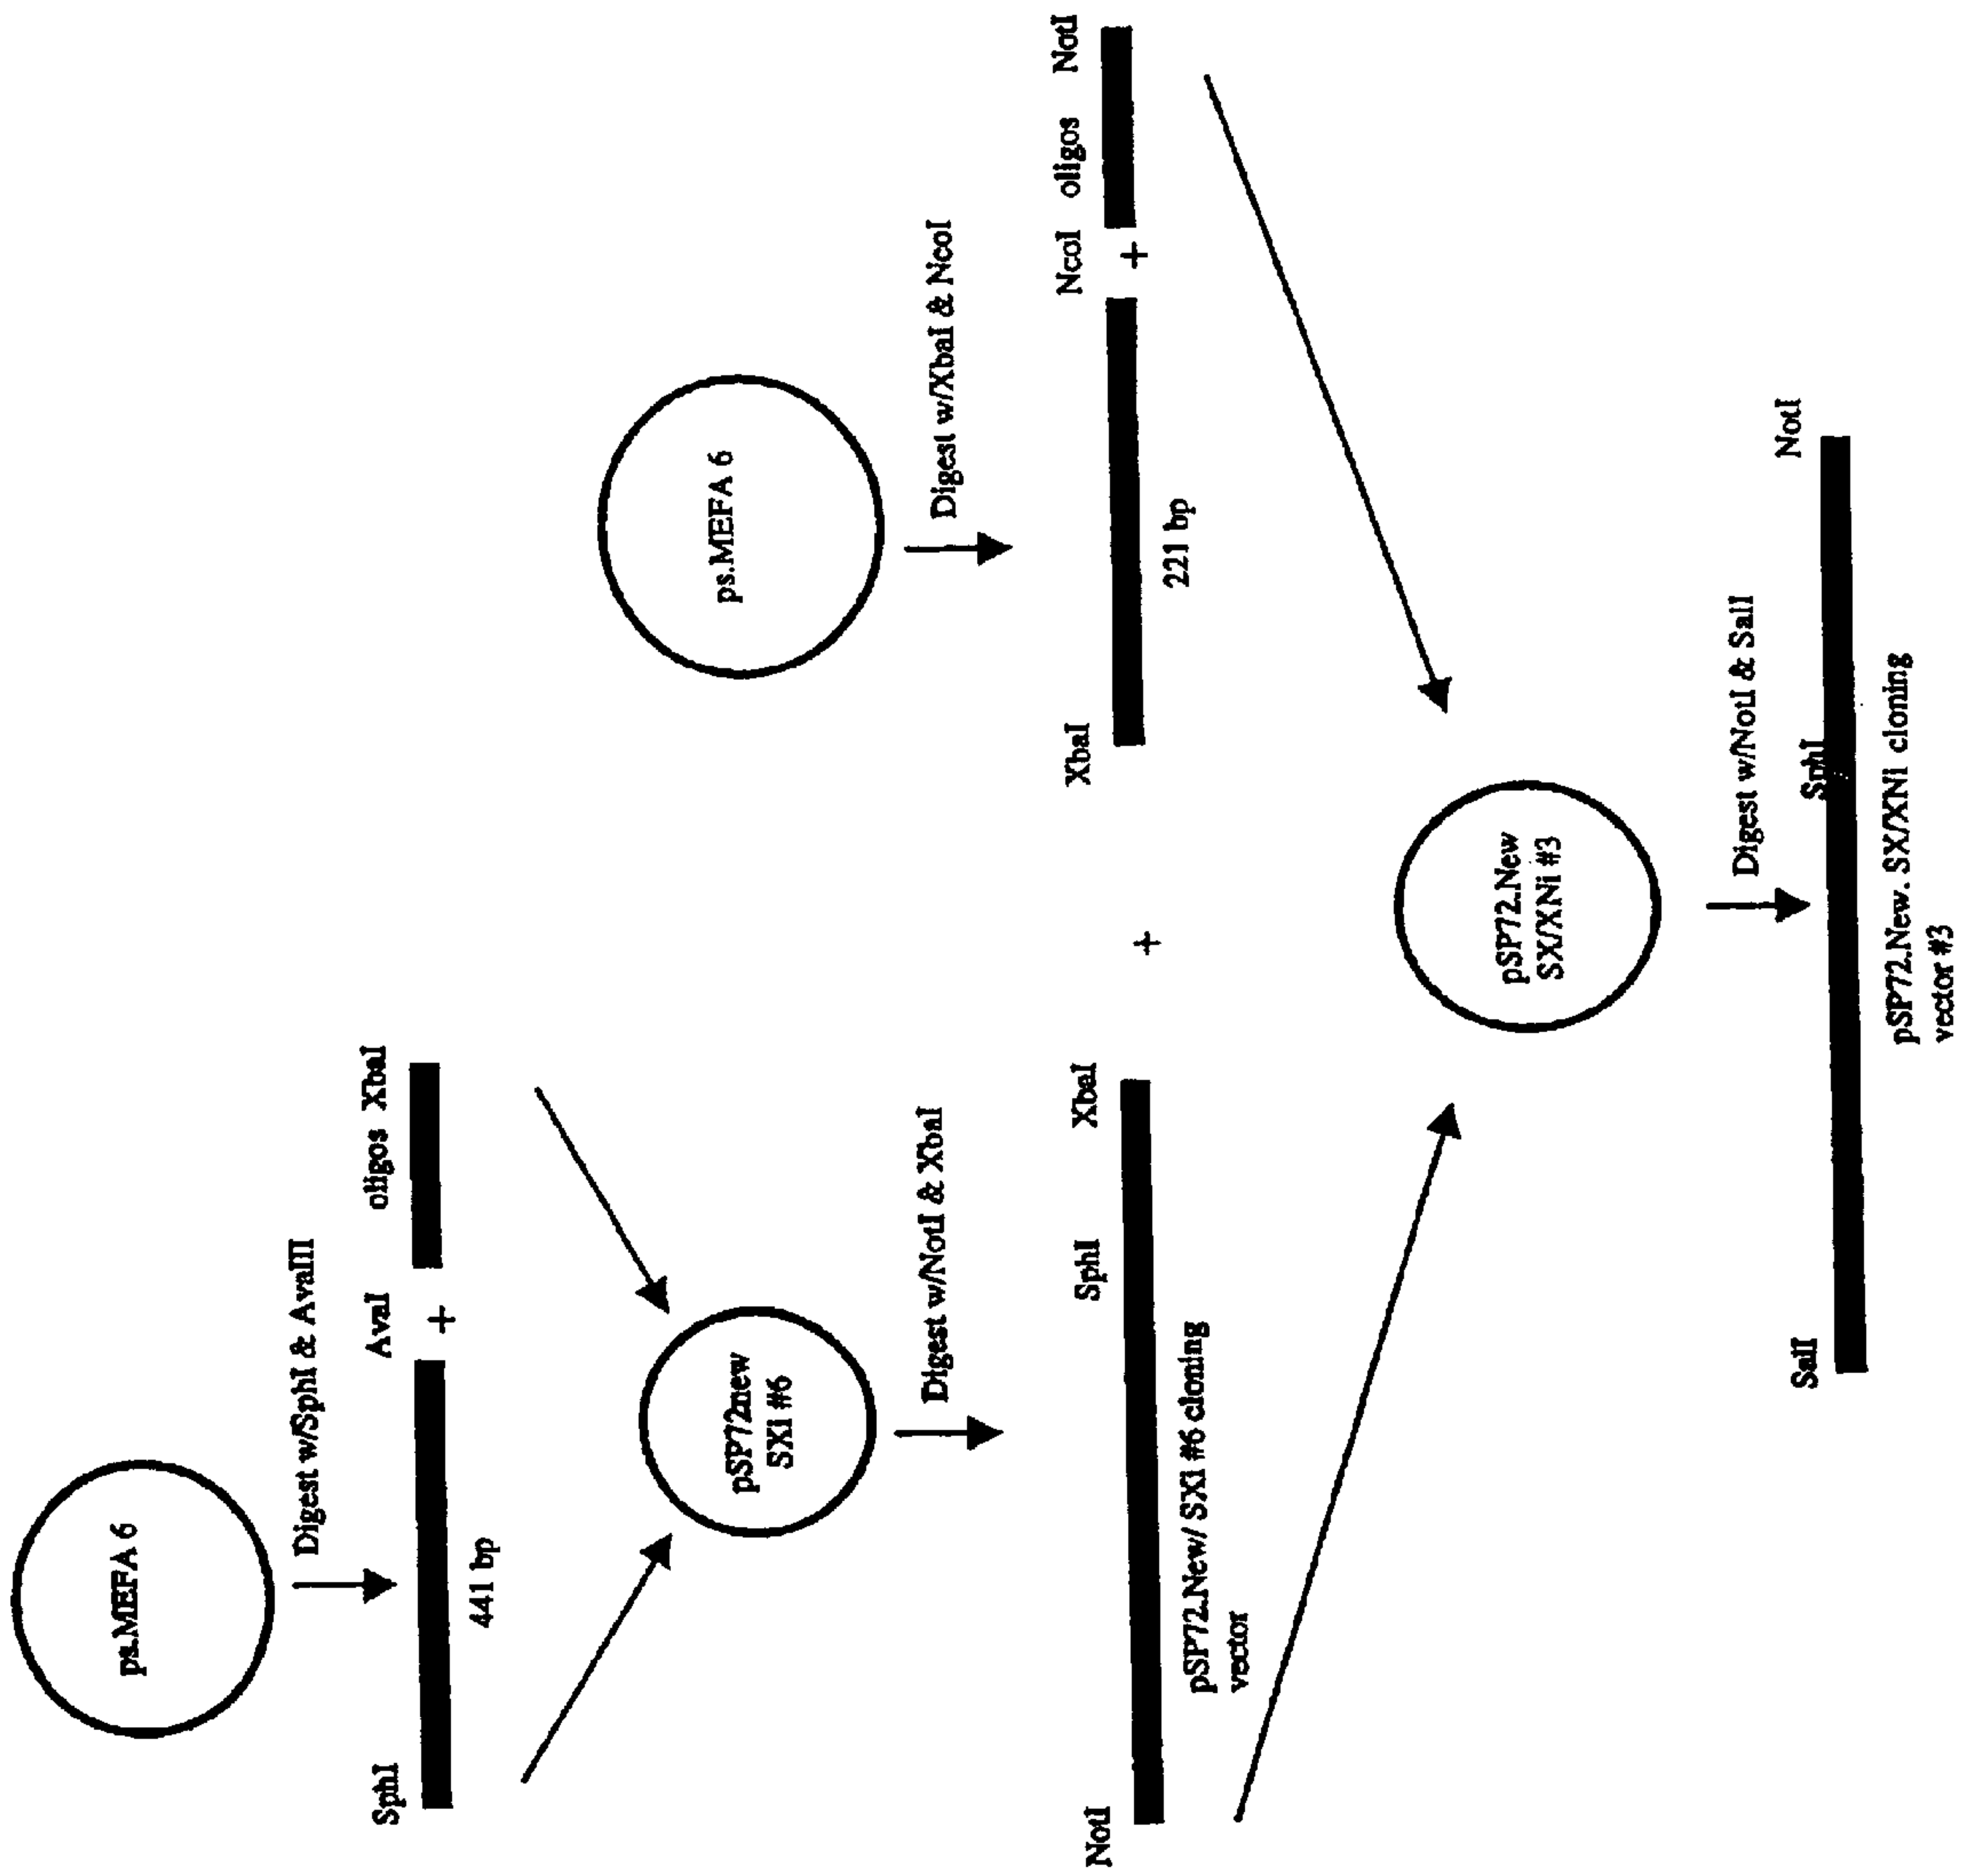 ps.MEFA 6
Digest w/SphI & AvaIII
SphI
AvaI
oligos
XbaI
+
441 bp
pSP72new
SXi #6
Digest w/NotI & XbaI
ps.MEFA 6
Digest w/XbaI & NcoI
NotI
SphI
XbaI
pSP72.New/ SXi #6 cloning
vector
+
XbaI
NcoI
oligos
NotI
+
221 bp
pSP72.New
SX/XNi #3
Digest w/NotI & SalI
SalI
SphI
NotI
pSP72.New. SX/XNi cloning
vector #3